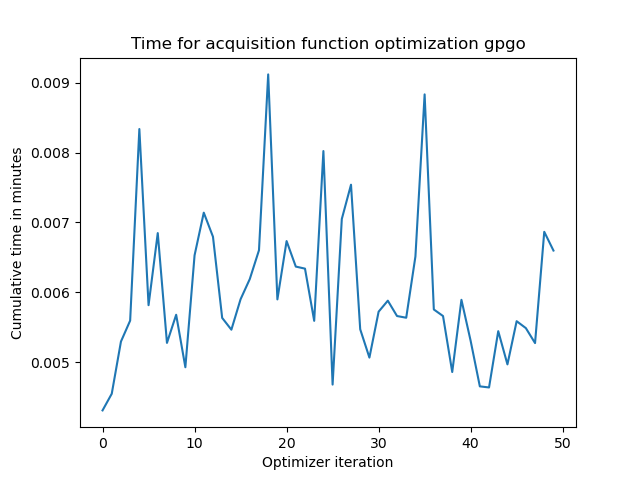 Time for acquisition function optimization gpgo
0.009
0.008
0.007
0.006
0.005
Cumulative time in minutes
0 10 20 30 40 50
Optimizer iteration